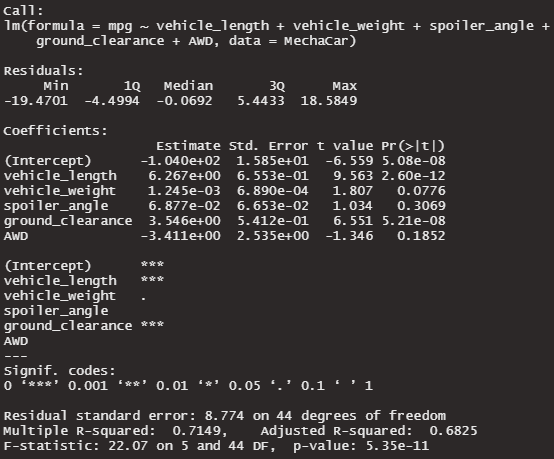 Call:
lm(formula = mpg ~ vehicle_length + vehicle_weight + spoiler_angle +
    ground_clearance + AWD, data = MechaCar)

Residuals:
     Min       1Q   Median       3Q      Max
-19.4701  -4.4994  -0.0692   5.4433  18.5849

Coefficients:
                   Estimate Std. Error t value Pr(>|t|)
(Intercept)      -1.040e+02  1.585e+01  -6.559 5.08e-08
vehicle_length    6.267e+00  6.553e-01   9.563 2.60e-12
vehicle_weight    1.245e-03  6.890e-04   1.807   0.0776
spoiler_angle     6.877e-02  6.653e-02   1.034   0.3069
ground_clearance  3.546e+00  5.412e-01   6.551 5.21e-08
AWD              -3.411e+00  2.535e+00  -1.346   0.1852

(Intercept)      ***
vehicle_length   ***
vehicle_weight   .
spoiler_angle
ground_clearance ***
AWD
---
Signif. codes:
0 ‘***’ 0.001 ‘**’ 0.01 ‘*’ 0.05 ‘.’ 0.1 ‘ ’ 1

Residual standard error: 8.774 on 44 degrees of freedom
Multiple R-squared:  0.7149,    Adjusted R-squared:  0.6825
F-statistic: 22.07 on 5 and 44 DF,  p-value: 5.35e-11